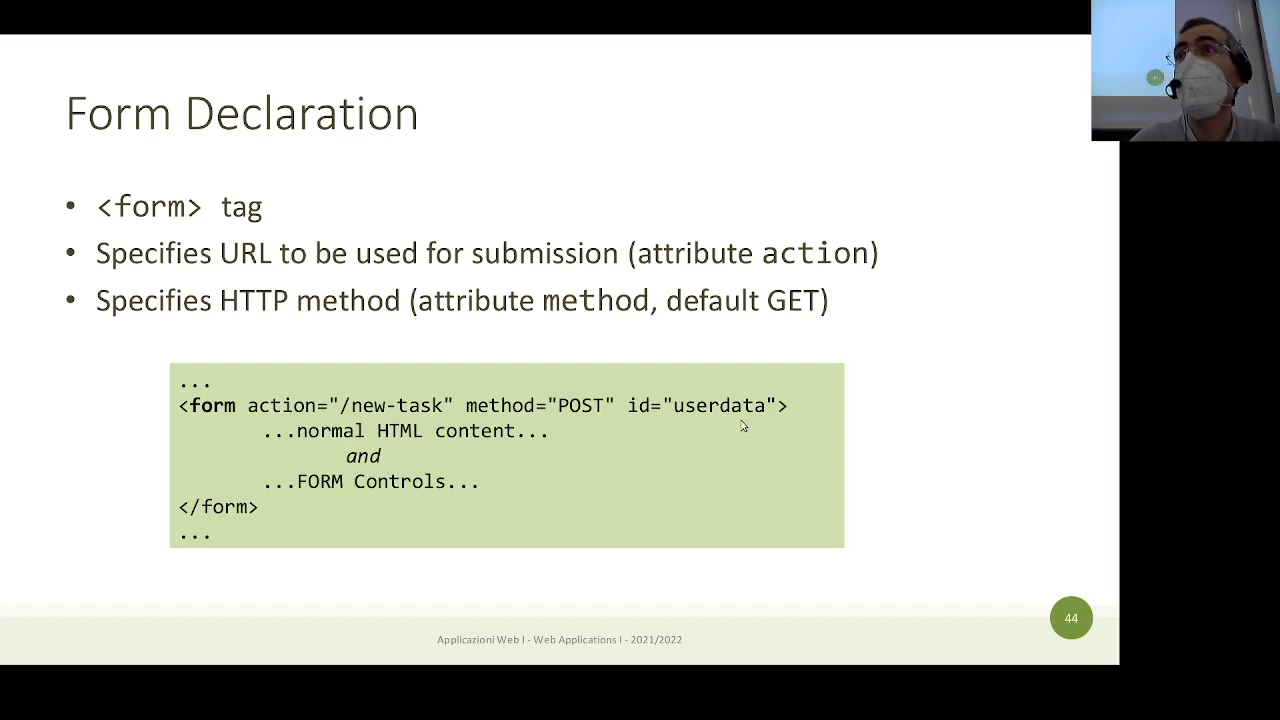 Form Declaration
• <form> tag
• Specifies URL to be used for submission (attribute action)
• Specifies HTTP method (attribute method, default GET)
...
<form action="/new-task" method="POST" id="userdata">
...normal HTML content...
and
...FORM Controls...
</form>
...
44
Applicazioni Web I - Web Applications I - 2021/2022